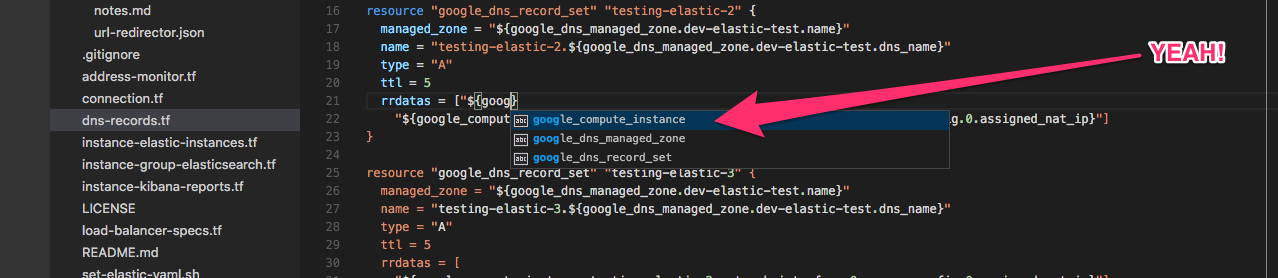 notes.md
url-redirector.json
.gitignore
address-monitor.tf
connection.tf
dns-records.tf
instance-elastic-instances.tf
instance-group-elasticsearch.tf
instance-kibana-reports.tf
LICENSE
load-balancer-specs.tf
README.md
set-elastic-yaml.sh
16 resource "google_dns_record_set" "testing-elastic-2" {
17 managed_zone = "${google_dns_managed_zone.dev-elastic-test.name}"
18 name = "testing-elastic-2.${google_dns_managed_zone.dev-elastic-test.dns_name}"
19 type = "A"
20 ttl = 5
21 rrdatas = ["${goog}
22 "${google_comput g.0.assigned_nat_ip}"]
23 }
24
25 resource "google_dns_record_set" "testing-elastic-3" {
26 managed_zone = "${google_dns_managed_zone.dev-elastic-test.name}"
27 name = "testing-elastic-3.${google_dns_managed_zone.dev-elastic-test.dns_name}"
28 type = "A"
29 ttl = 5
30 rrdatas = [
abc google_compute_instance
abc google_dns_managed_zone
abc google_dns_record_set
YEAH!